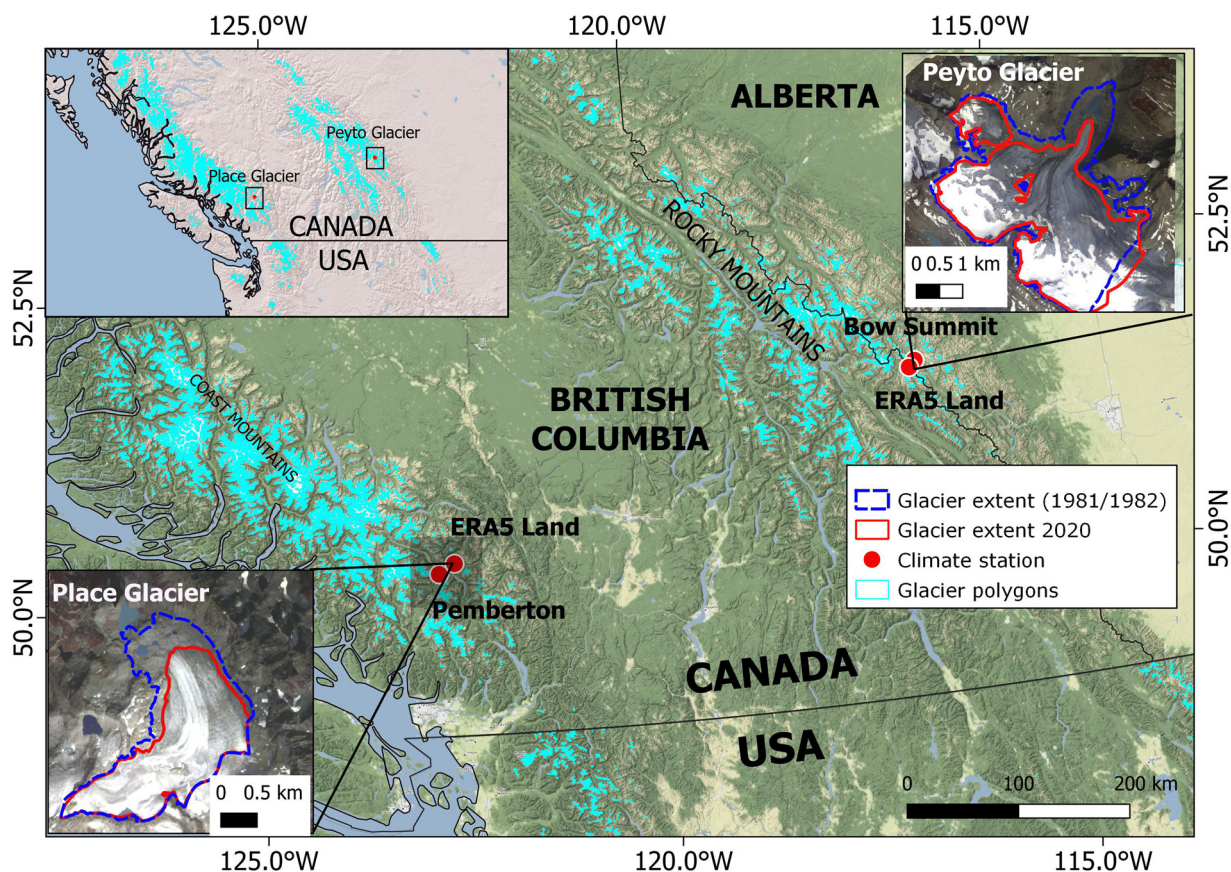 125.0°W
120.0°W
115.0°W
Peyto Glacier
Place Glacier
CANADA
USA
ALBERTA
Peyto Glacier
0 0.5 1 km
52.5°N
52.5°N
ROCKY MOUNTAINS
Bow Summit
ERA5 Land
COAST MOUNTAINS
BRITISH
COLUMBIA
Glacier extent (1981/1982)
Glacier extent 2020
Climate station
Glacier polygons
ERA5 Land
Pemberton
50.0°N
50.0°N
Place Glacier
0 0.5 km
CANADA
USA
0 100 200 km
125.0°W
120.0°W
115.0°W